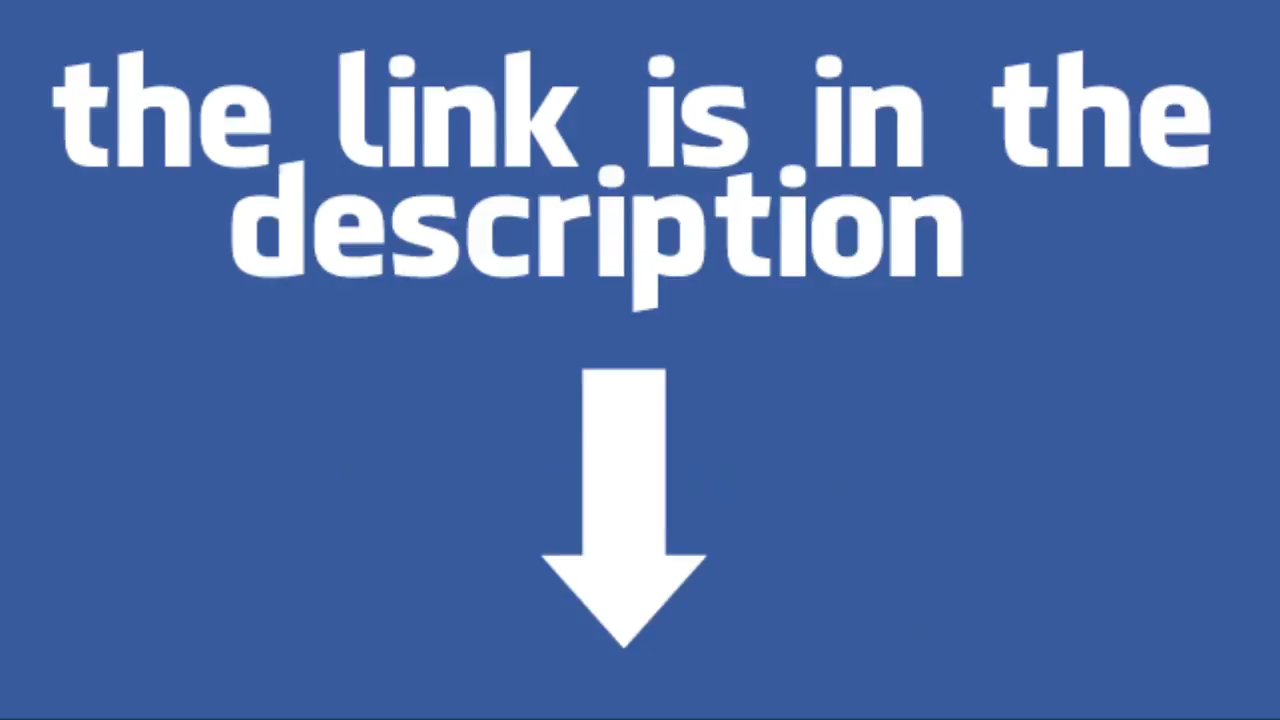 the link is in the
description